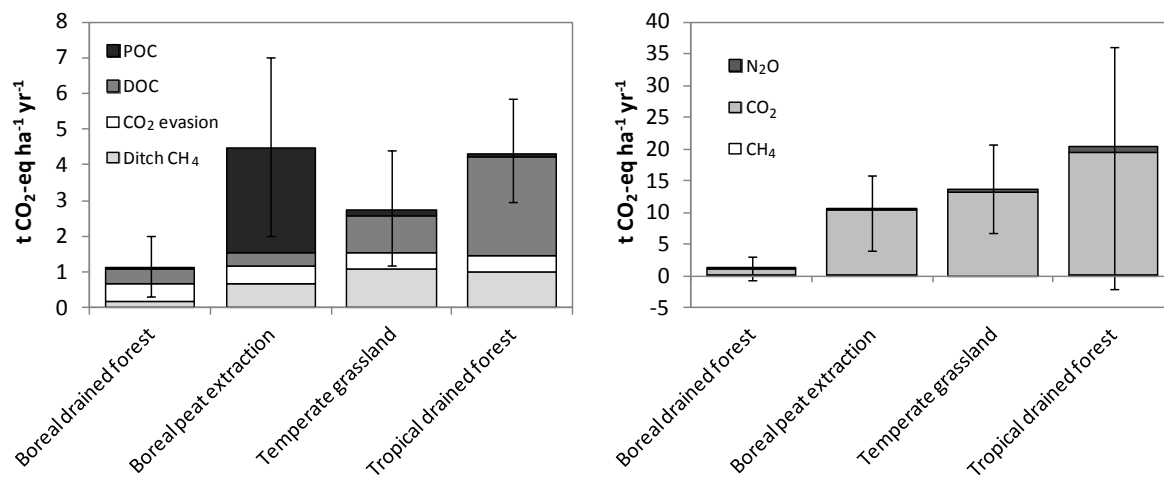 t CO₂-eq ha⁻¹ yr⁻¹
8
7
6
5
4
3
2
1
0
POC
DOC
CO₂ evasion
Ditch CH₄
Boreal drained forest
Boreal peat extraction
Temperate grassland
Tropical drained forest
t CO₂-eq ha⁻¹ yr⁻¹
40
35
30
25
20
15
10
5
0
-5
N₂O
CO₂
CH₄
Boreal drained forest
Boreal peat extraction
Temperate grassland
Tropical drained forest